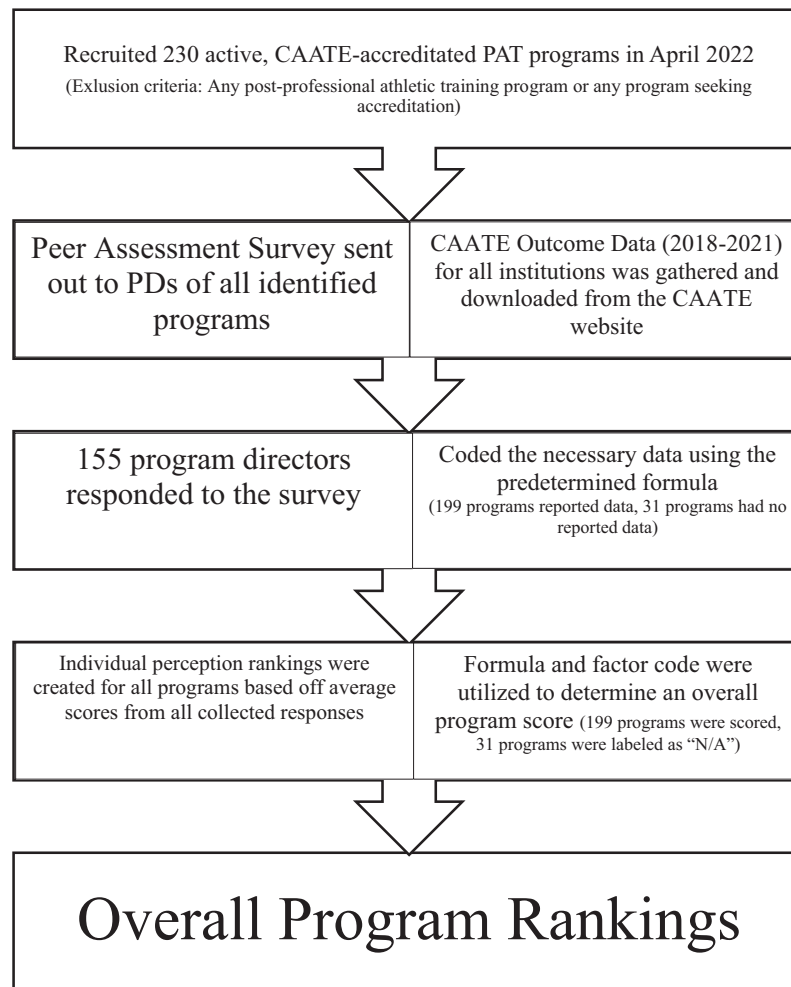 Recruited 230 active, CAATE-accreditated PAT programs in April 2022
(Exlusion criteria: Any post-professional athletic training program or any program seeking
accreditation)
Peer Assessment Survey sent
out to PDs of all identified
programs
CAATE Outcome Data (2018-2021)
for all institutions was gathered and
downloaded from the CAATE
website
155 program directors
responded to the survey
Coded the necessary data using the
predetermined formula
(199 programs reported data, 31 programs had no
reported data)
Individual perception rankings were
created for all programs based off average
scores from all collected responses
Formula and factor code were
utilized to determine an overall
program score (199 programs were scored,
31 programs were labeled as “N/A”)
Overall Program Rankings